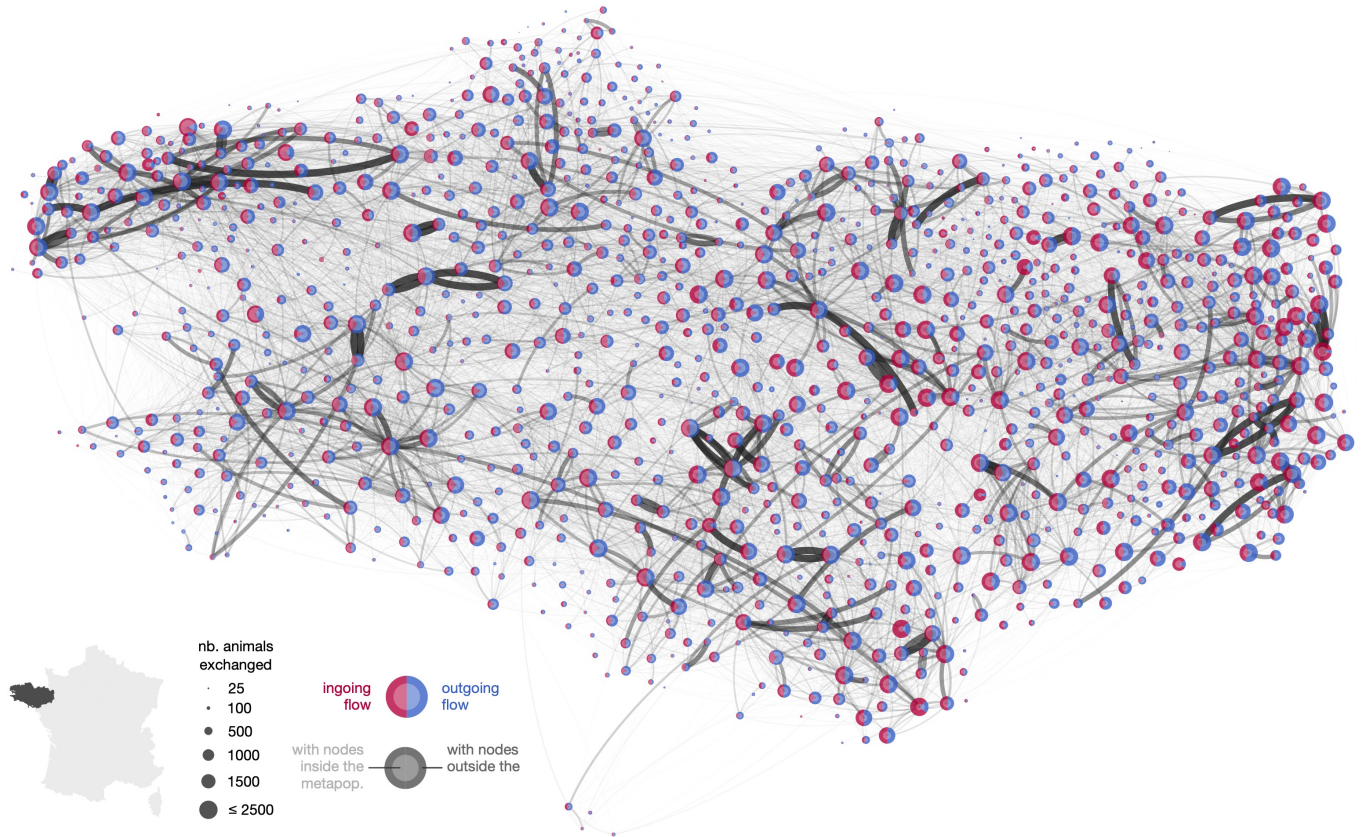 nb. animals
exchanged
25
100
500
1000
1500
≤ 2500
ingoing
flow
outgoing
flow
with nodes
inside the
metapop.
with nodes
outside the